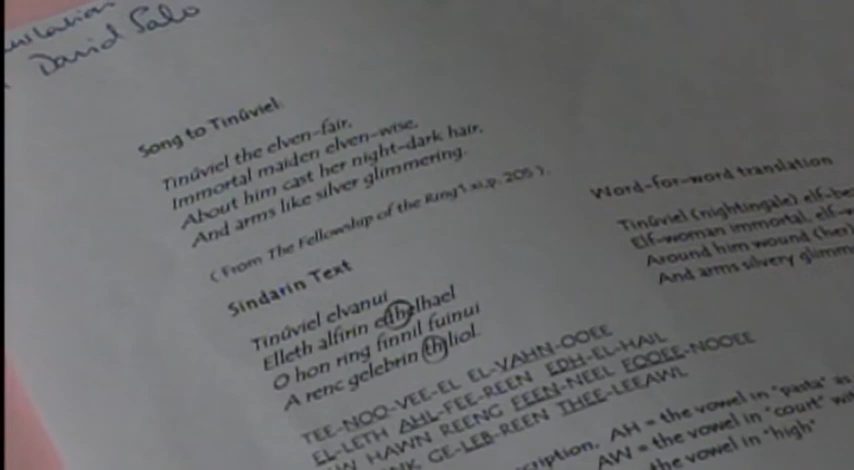 David Salo
Song to Tinúviel.
Tinúviel the elven-fair,
Immortal maiden elven-wise,
About him cast her night-dark hair,
And arms like silver glimmering.
( From The Fellowship of the Ring 1.xi.p. 205 ).
Sindarin Text
Tinúviel elvanui
Elleth alfirin edhelhael
O hon ring finnil fuinui
A renc gelebrin thiliol.
TEE-NOO-VEE-EL EL-VAHN-OOEE
EL-LETH AHL-FEE-REEN EDH-EL-HAIL
HAWN REENG FEEN-NEEL FOOEE-NOOEE
GE-LEB-REEN THEE-LEEAWL
AH = the vowel in "pasta" as
AW = the vowel in "court"
the vowel in "high"
Word-for-word translation
Tinúviel (nightingale)
Elf-woman immortal,
Around him wound (her)
And arms silvery